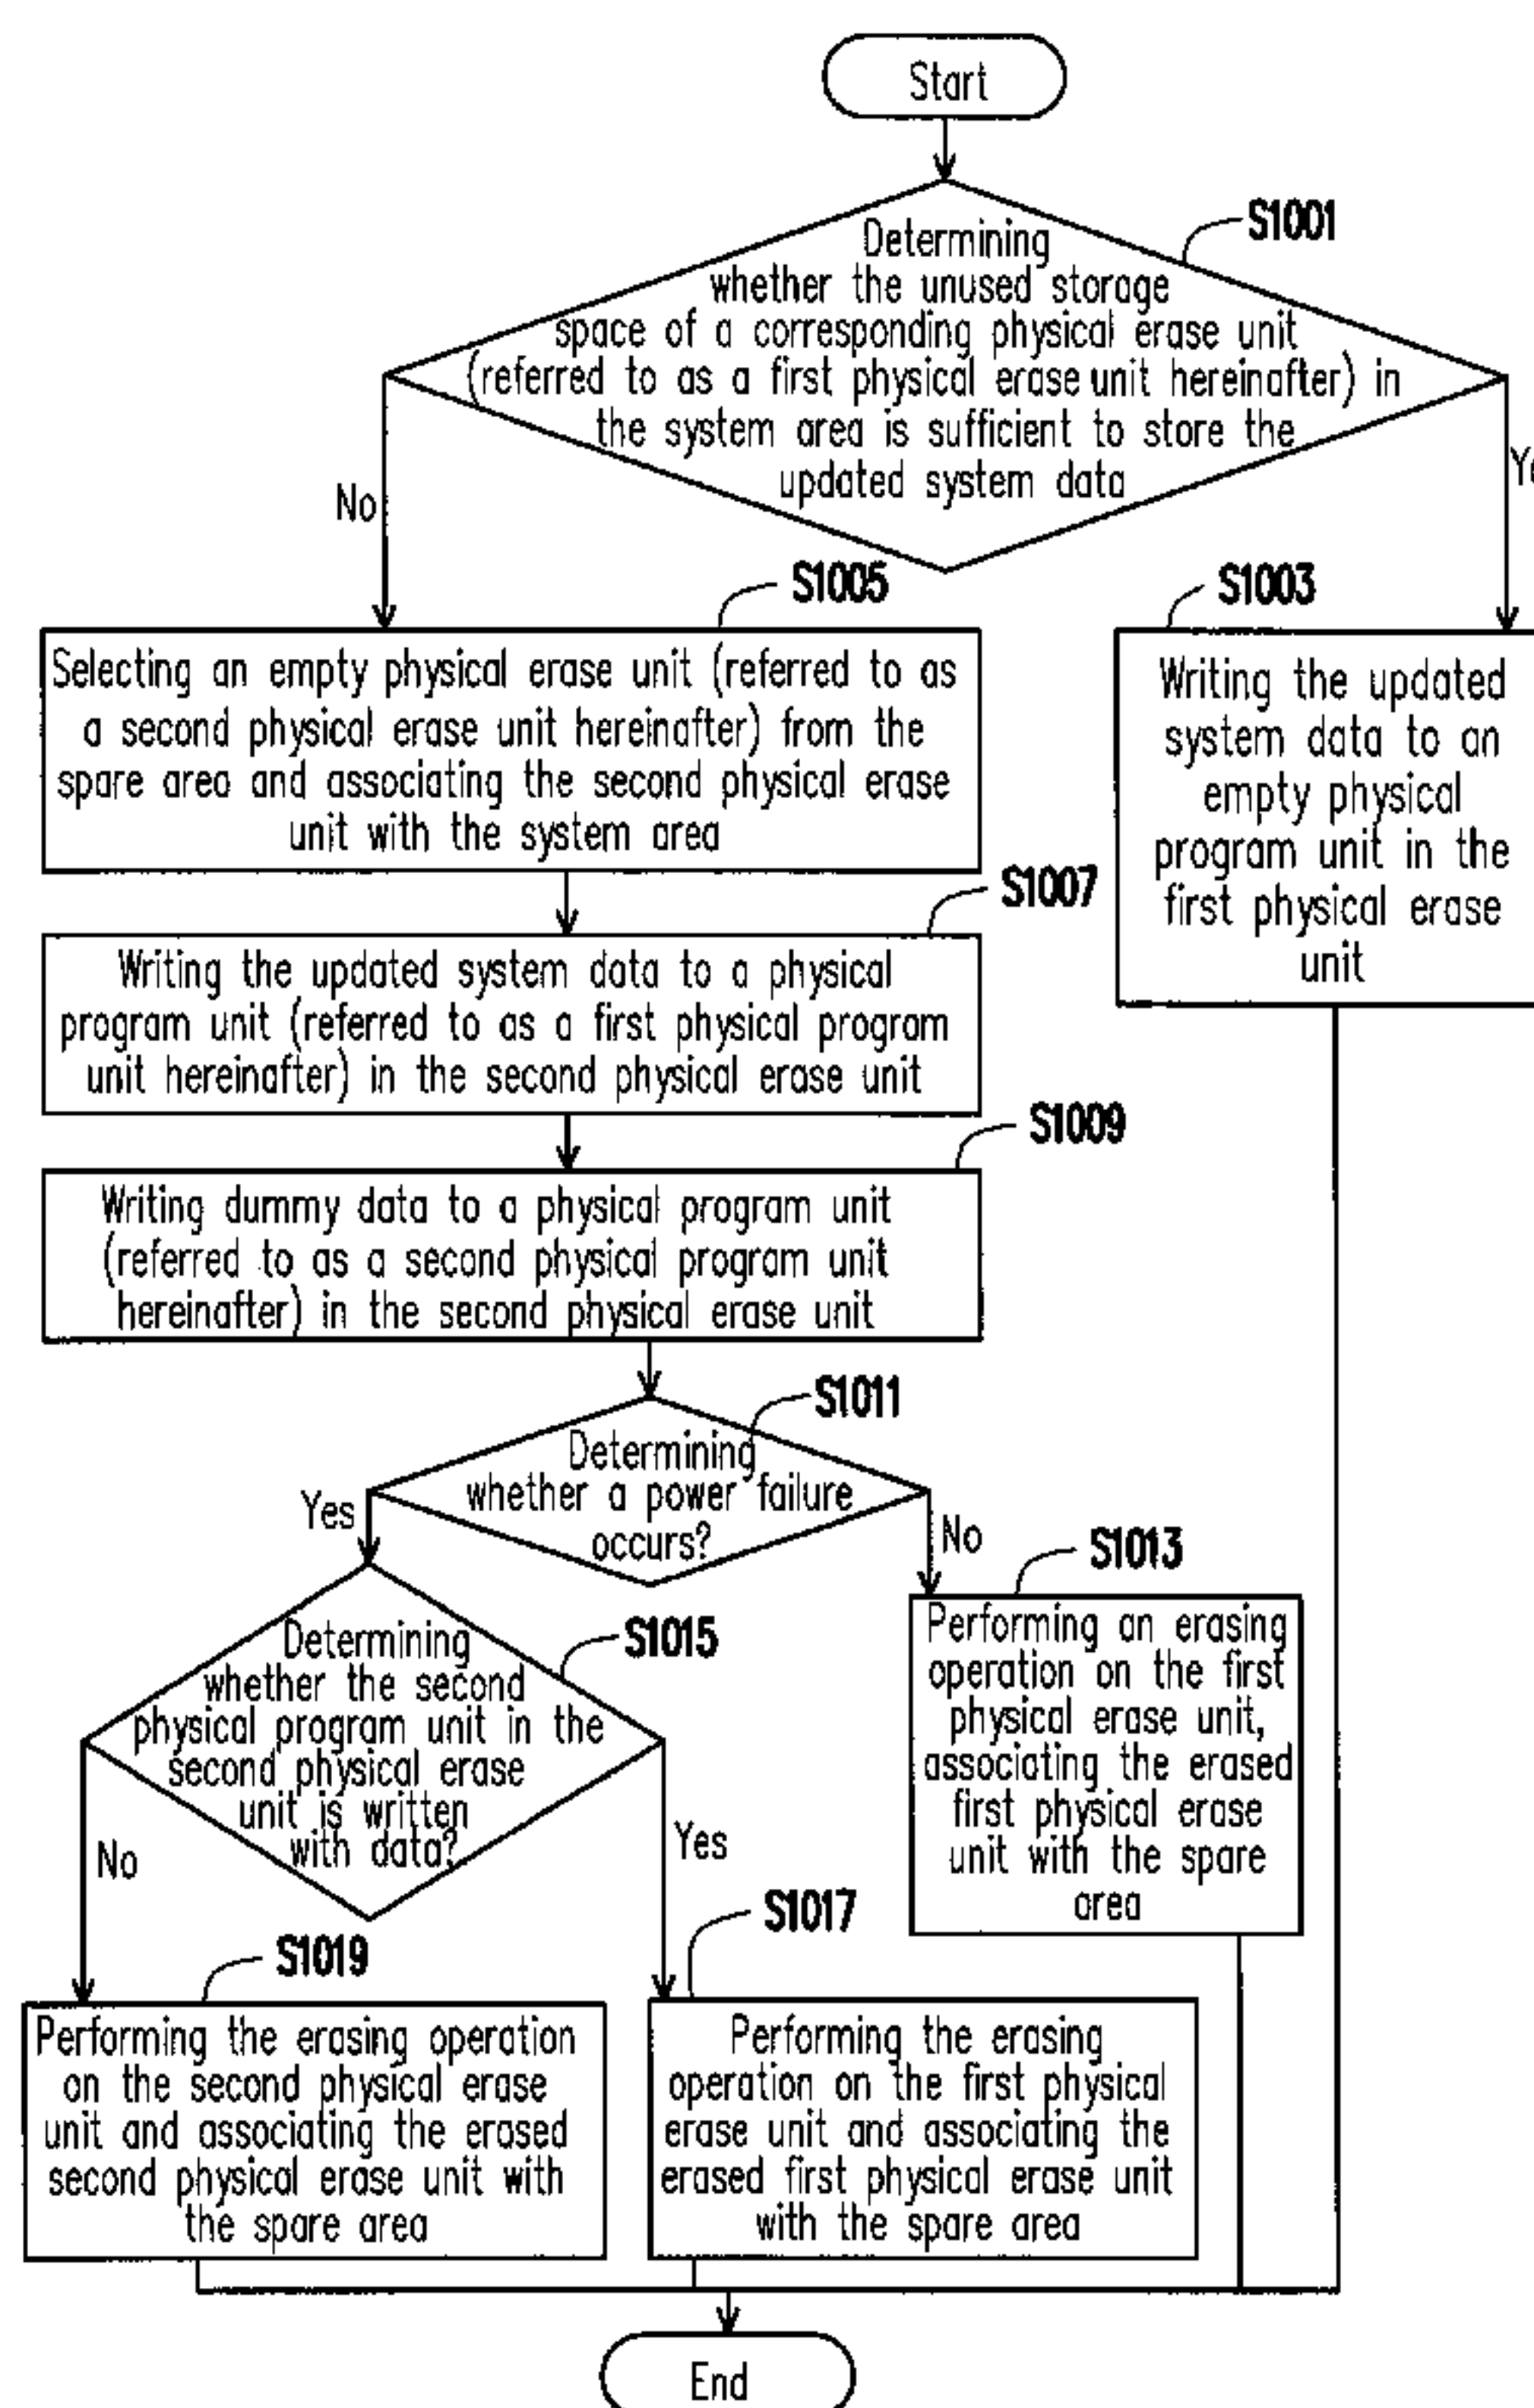 Start
S1001
Determining
whether the unused storage
space of a corresponding physical erase unit
(referred to as a first physical erase unit hereinafter) in
the system area is sufficient to store the
updated system data
No
S1005
Selecting an empty physical erase unit (referred to as
a second physical erase unit hereinafter) from the
spare area and associating the second physical erase
unit with the system area
S1003
Writing the updated
system data to an
empty physical
program unit in the
first physical erase
unit
S1007
Writing the updated system data to a physical
program unit (referred to as a first physical program
unit hereinafter) in the second physical erase unit
S1009
Writing dummy data to a physical program unit
(referred to as a second physical program unit
hereinafter) in the second physical erase unit
S1011
Determining
whether a power failure
occurs?
Yes
No
S1013
Performing an erasing
operation on the first
physical erase unit,
associating the erased
first physical erase
unit with the spare
area
S1015
Determining
whether the second
physical program unit in the
second physical erase
unit is written
with data?
No
Yes
S1019
Performing the erasing operation
on the second physical erase
unit and associating the erased
second physical erase unit with
the spare area
S1017
Performing the erasing
operation on the first physical
erase unit and associating the
erased first physical erase unit
with the spare area
End